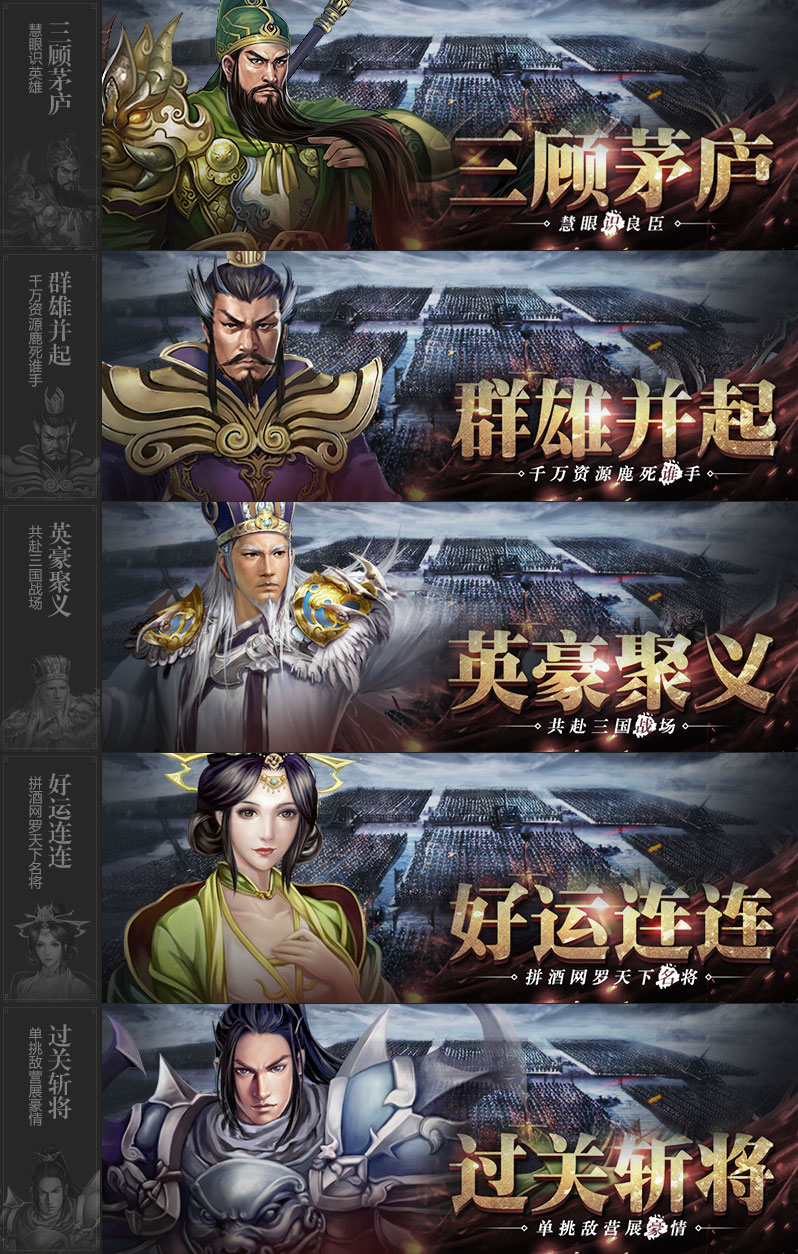 三顾茅庐
慧眼识英雄
三顾茅庐
慧眼识良臣
群雄并起
千万资源鹿死谁手
群雄并起
千万资源鹿死谁手
英豪聚义
共赴三国战场
英豪聚义
共赴三国战场
好运连连
拼酒网罗天下名将
好运连连
拼酒网罗天下名将
过关斩将
单挑敌营展豪情
过关斩将
单挑敌营展豪情